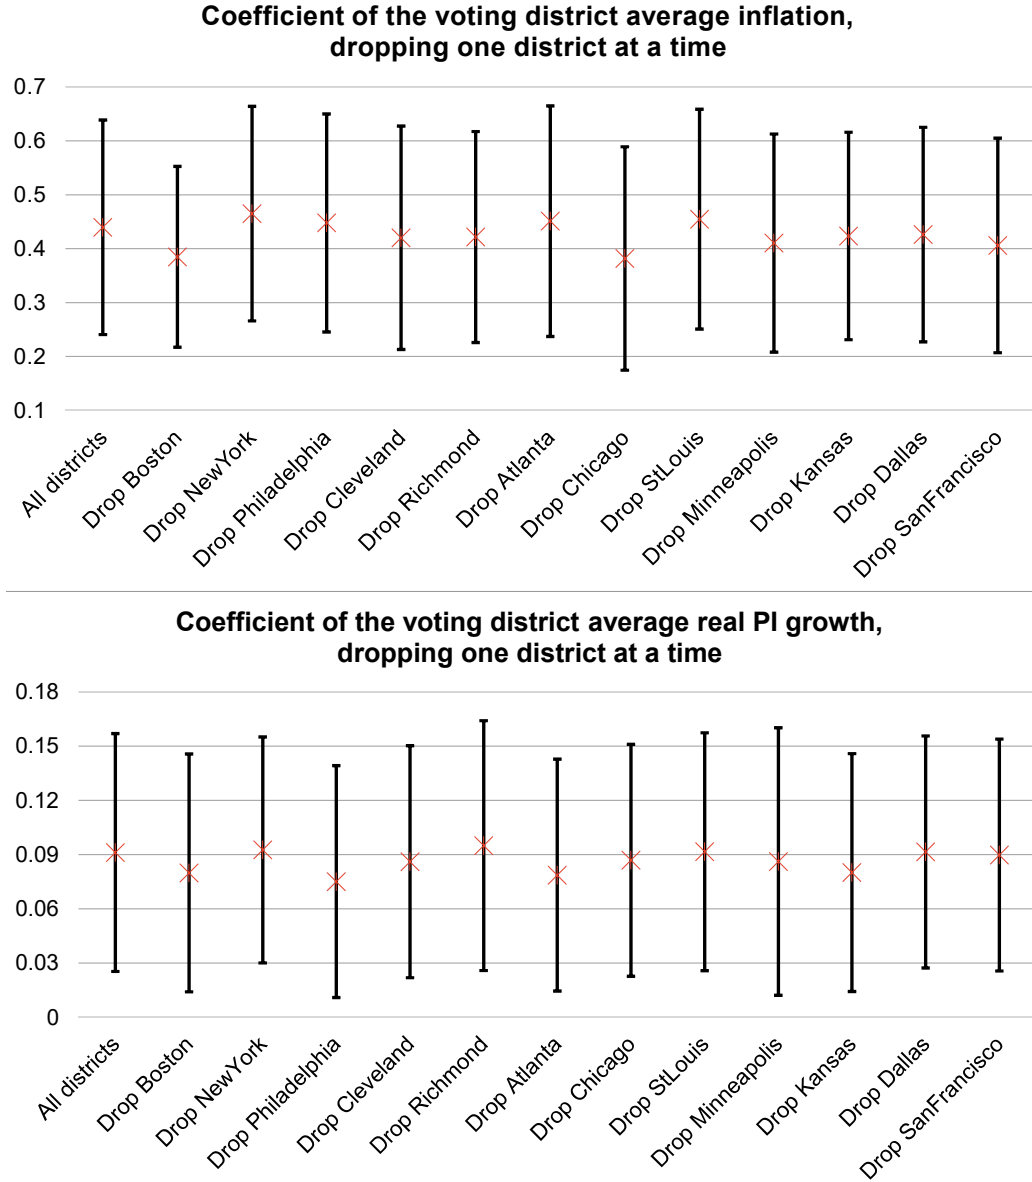 Coefficient of the voting district average inflation,
dropping one district at a time
0.7
0.6
0.5
0.4
0.3
0.2
0.1
All districts
Drop Boston
Drop NewYork
Drop Philadelphia
Drop Cleveland
Drop Richmond
Drop Atlanta
Drop Chicago
Drop StLouis
Drop Minneapolis
Drop Kansas
Drop Dallas
Drop SanFrancisco
Coefficient of the voting district average real PI growth,
dropping one district at a time
0.18
0.15
0.12
0.09
0.06
0.03
0
All districts
Drop Boston
Drop NewYork
Drop Philadelphia
Drop Cleveland
Drop Richmond
Drop Atlanta
Drop Chicago
Drop StLouis
Drop Minneapolis
Drop Kansas
Drop Dallas
Drop SanFrancisco